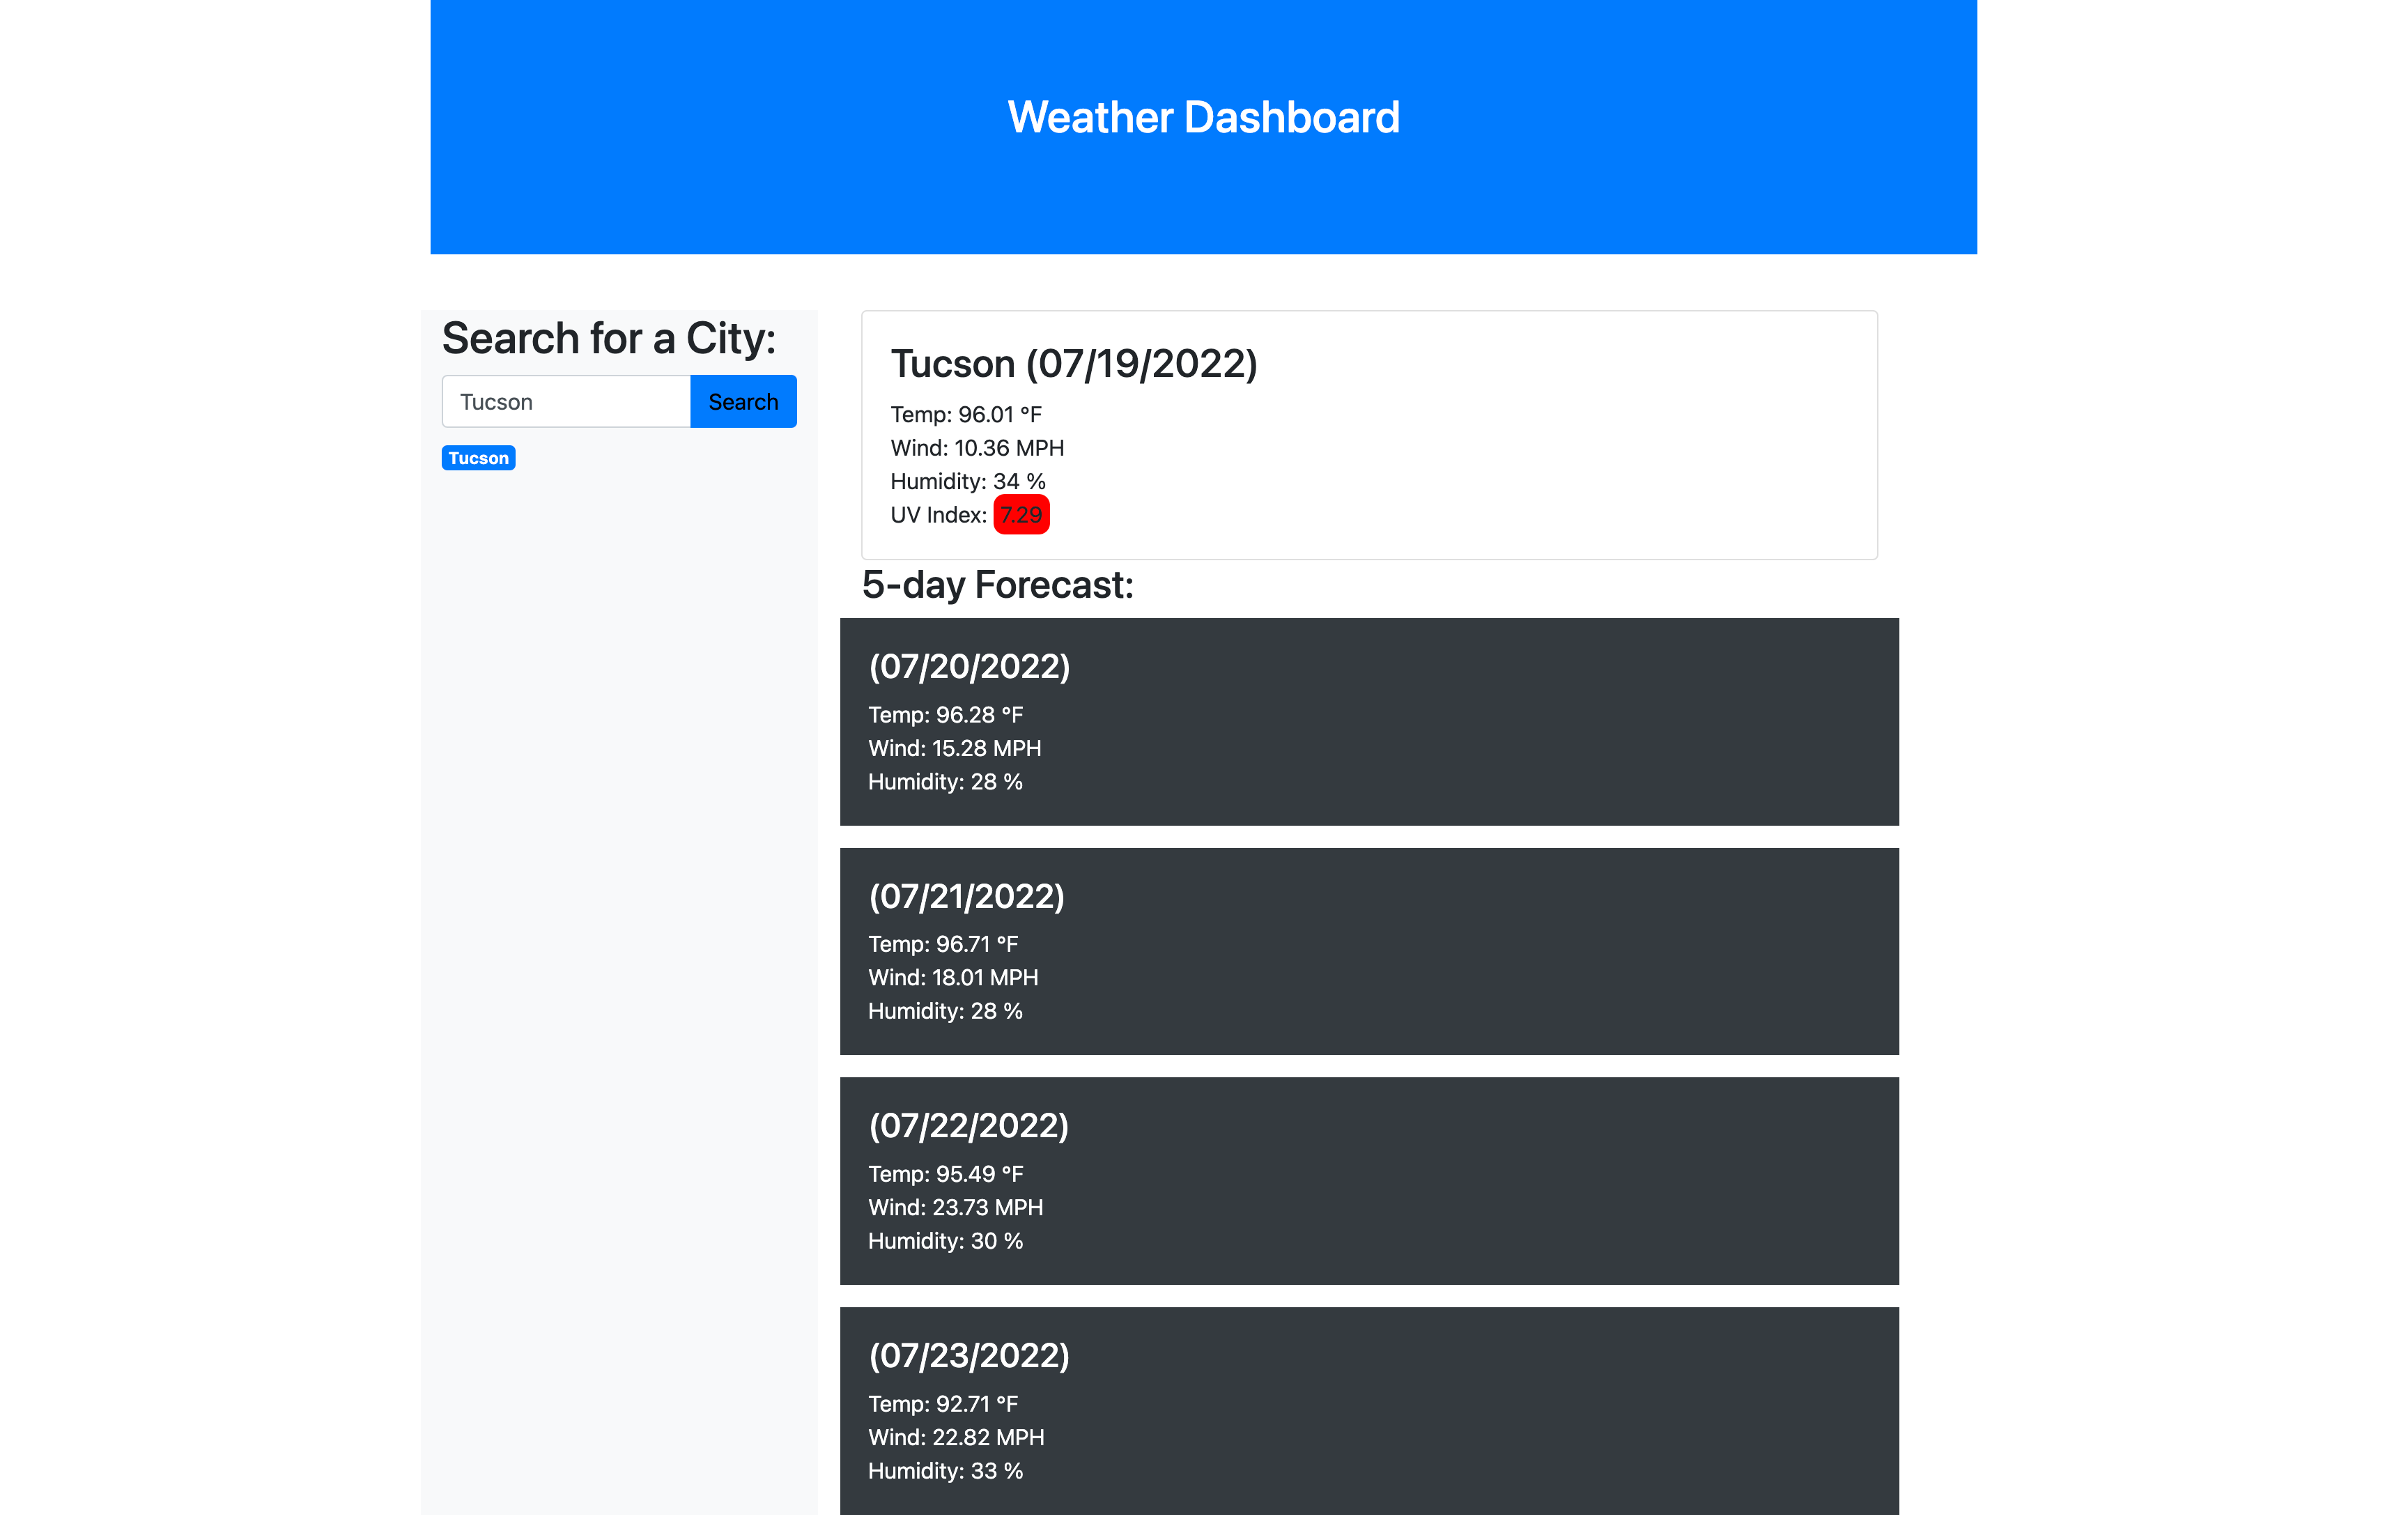 Weather Dashboard
Search for a City:
Tucson
Search
Tucson
Tucson (07/19/2022)
Temp: 96.01 °F
Wind: 10.36 MPH
Humidity: 34 %
UV Index: 7.29
5-day Forecast:
(07/20/2022)
Temp: 96.28 °F
Wind: 15.28 MPH
Humidity: 28 %
(07/21/2022)
Temp: 96.71 °F
Wind: 18.01 MPH
Humidity: 28 %
(07/22/2022)
Temp: 95.49 °F
Wind: 23.73 MPH
Humidity: 30 %
(07/23/2022)
Temp: 92.71 °F
Wind: 22.82 MPH
Humidity: 33 %